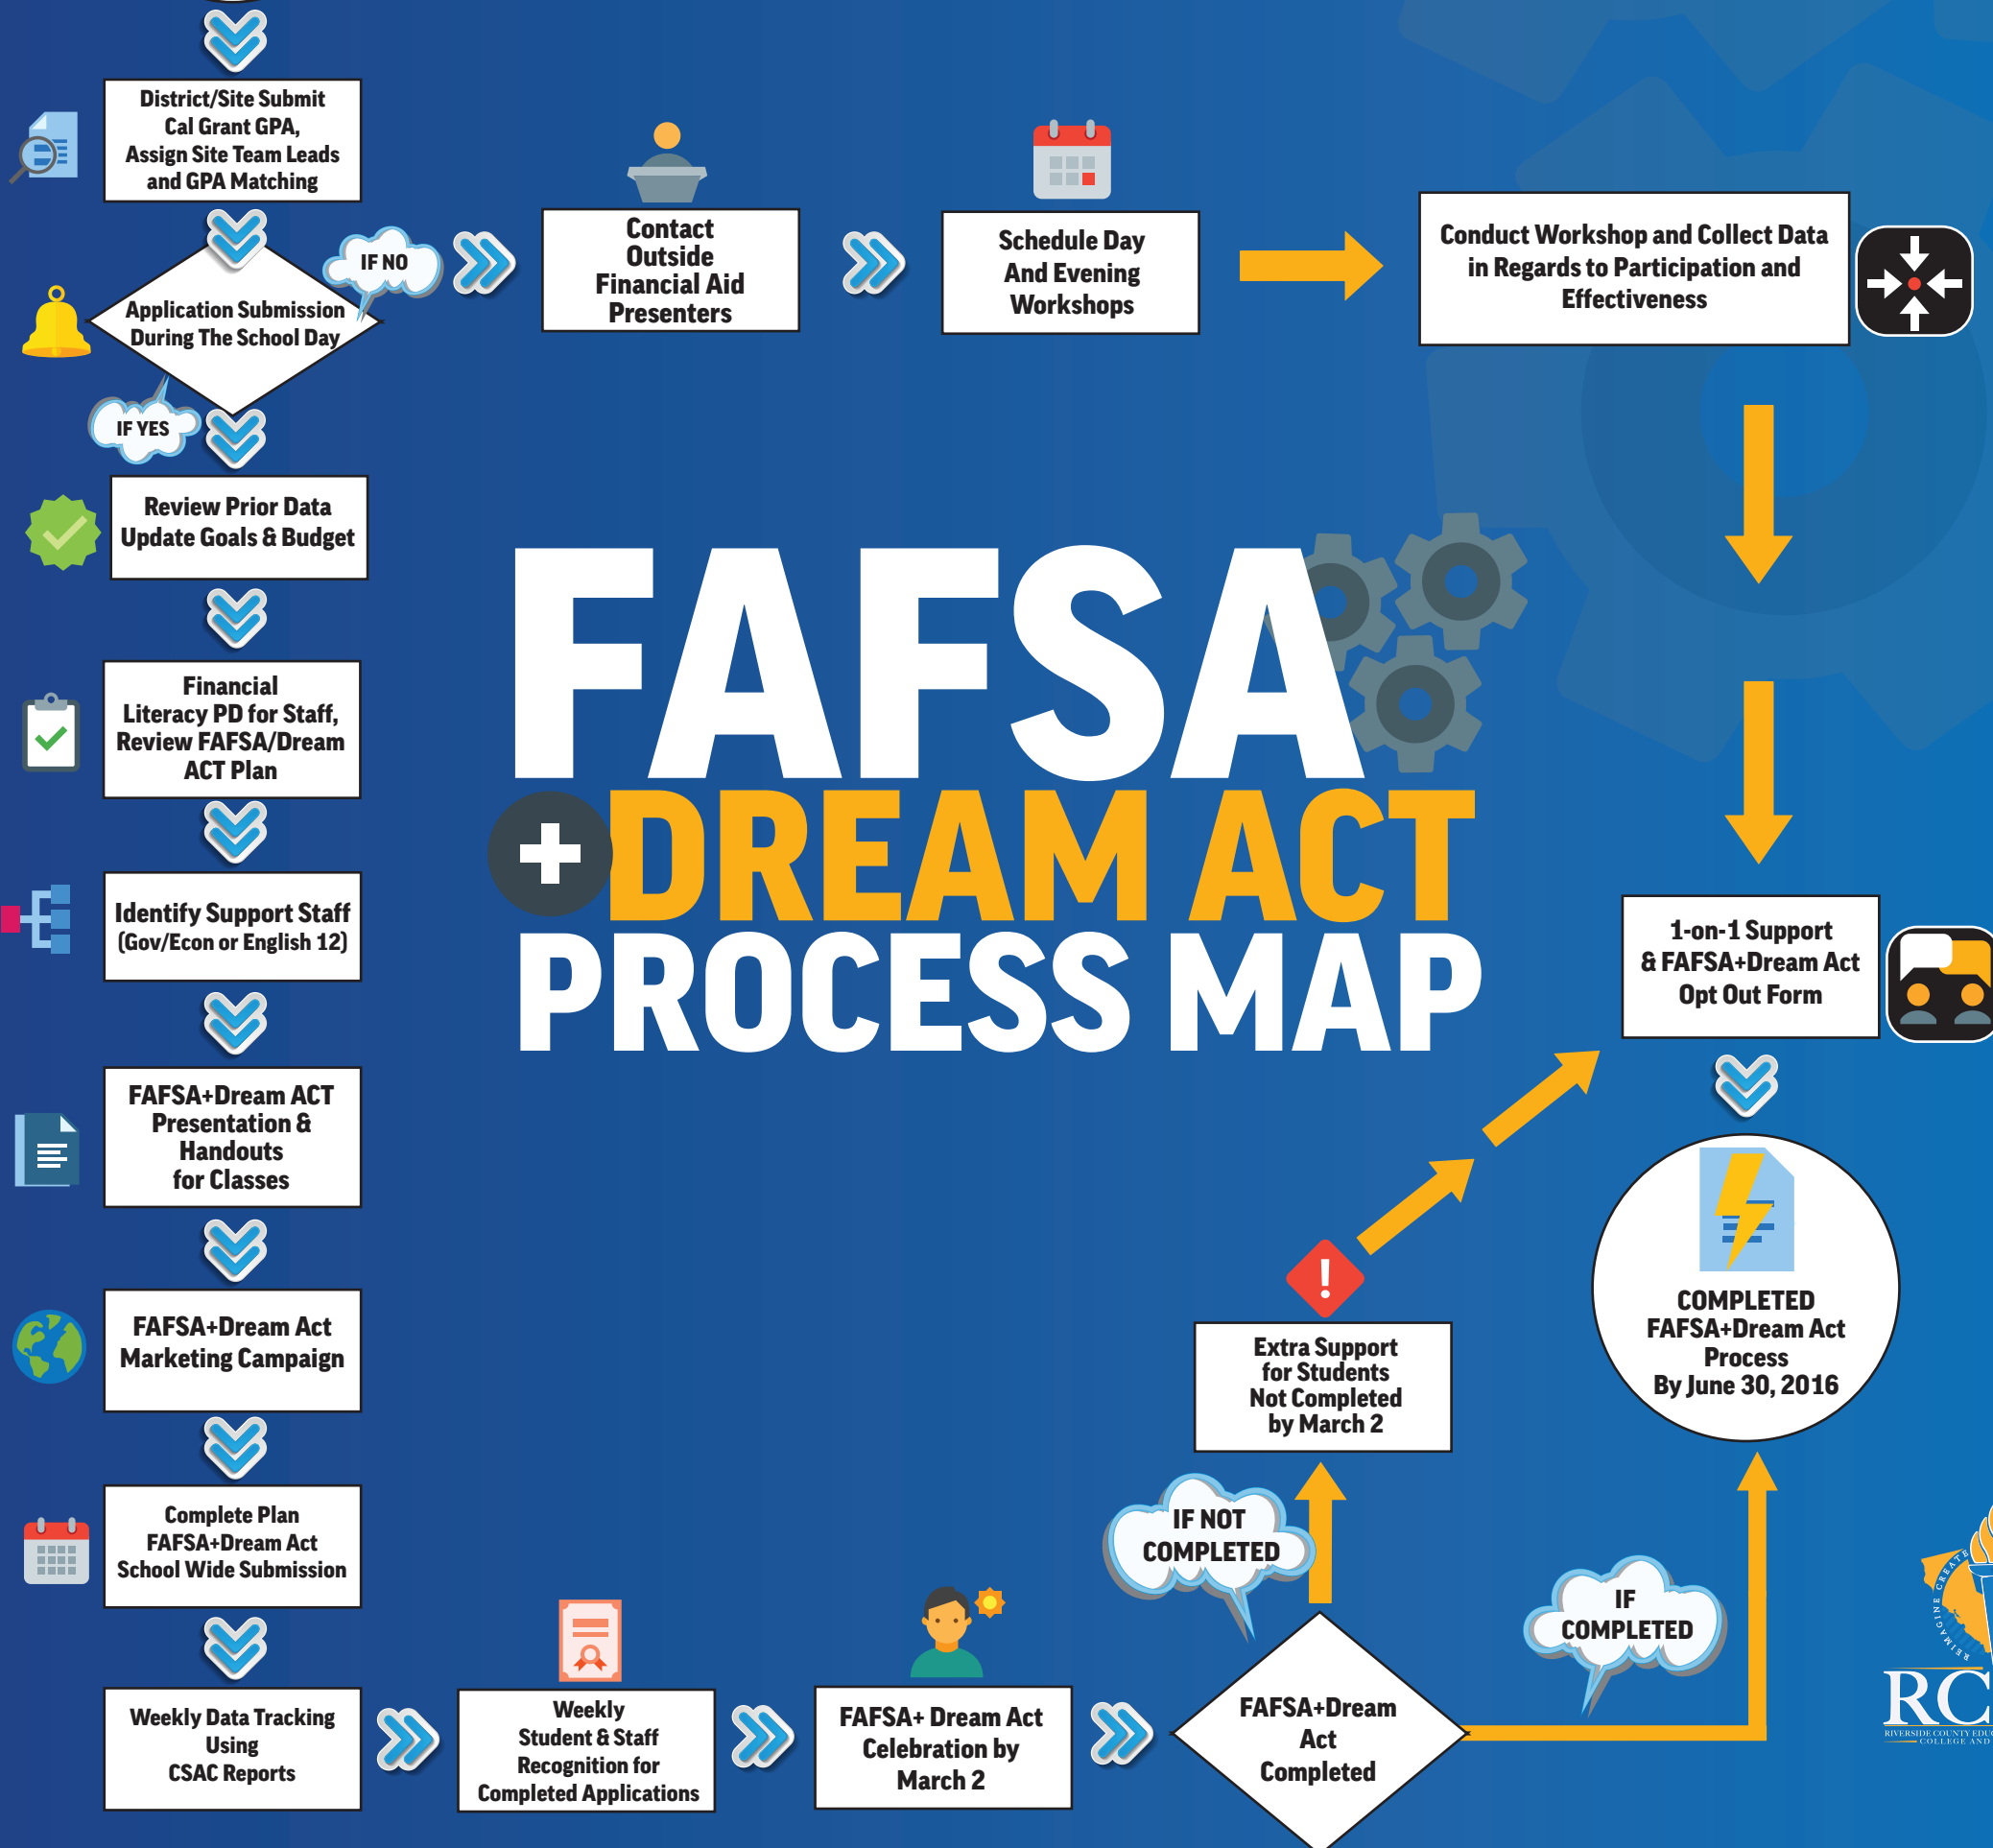 District/Site Submit
Cal Grant GPA,
Assign Site Team Leads
and GPA Matching
Application Submission
During The School Day
IF NO
Contact
Outside
Financial Aid
Presenters
Schedule Day
And Evening
Workshops
Conduct Workshop and Collect Data
in Regards to Participation and
Effectiveness
IF YES
Review Prior Data
Update Goals & Budget
Financial
Literacy PD for Staff,
Review FAFSA/Dream
ACT Plan
Identify Support Staff
(Gov/Econ or English 12)
FAFSA+Dream ACT
Presentation &
Handouts
for Classes
FAFSA+Dream Act
Marketing Campaign
Complete Plan
FAFSA+Dream Act
School Wide Submission
Weekly Data Tracking
Using
CSAC Reports
Weekly
Student & Staff
Recognition for
Completed Applications
FAFSA+ Dream Act
Celebration by
March 2
FAFSA+Dream
Act
Completed
IF NOT
COMPLETED
IF
COMPLETED
Extra Support
for Students
Not Completed
by March 2
!
1-on-1 Support
& FAFSA+Dream Act
Opt Out Form
COMPLETED
FAFSA+Dream Act
Process
By June 30, 2016
FAFSA
+ DREAM ACT
PROCESS MAP
REIMAGINE CREATE
RC
RIVERSIDE COUNTY
COLLEGE AND